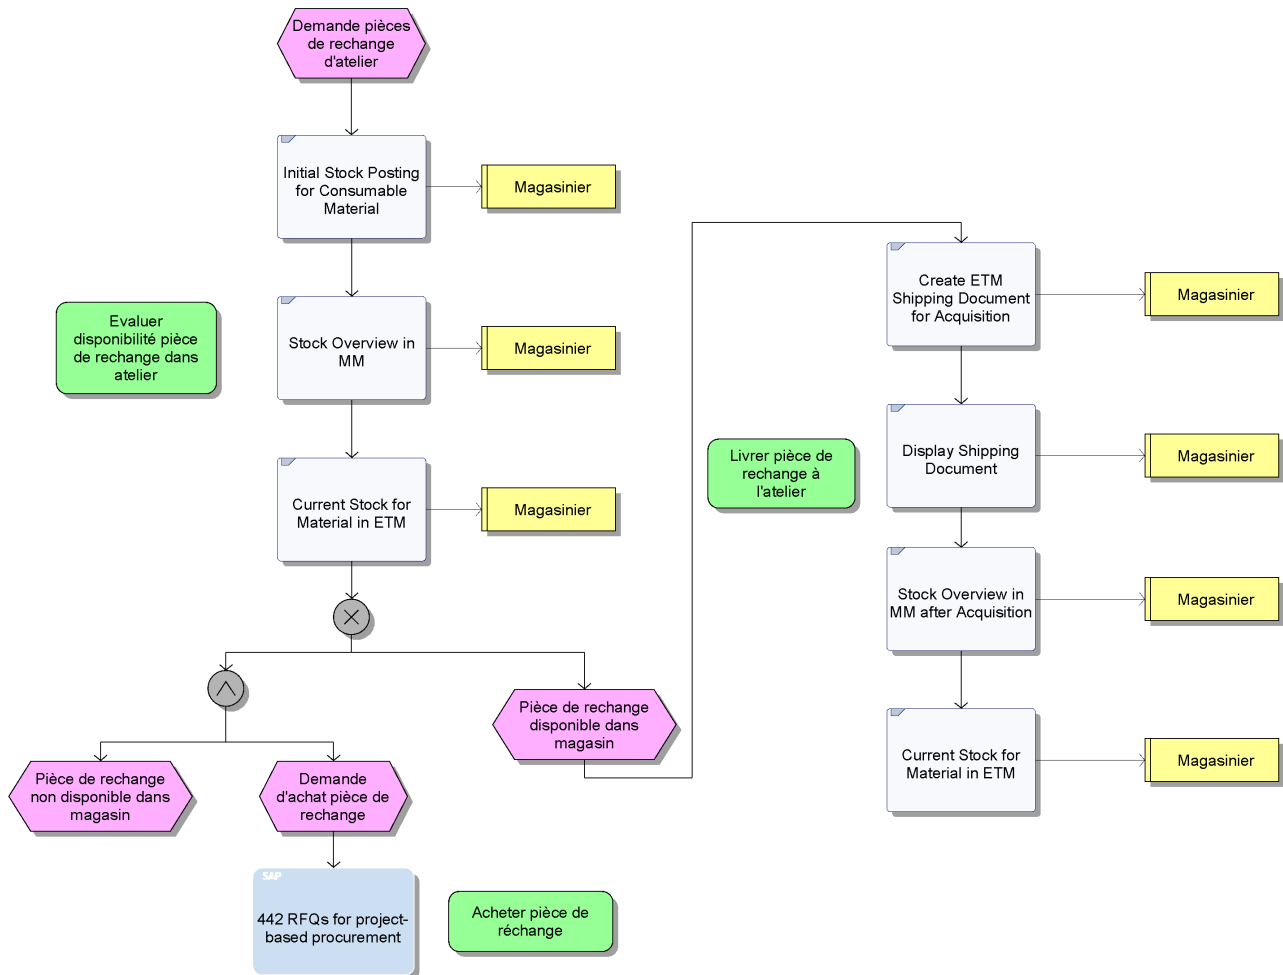 Demande pièces
de rechange
d'atelier
Initial Stock Posting
for Consumable
Material
Magasinier
Evaluer
disponibilité pièce
de rechange dans
atelier
Stock Overview in
MM
Magasinier
Current Stock for
Material in ETM
Magasinier
Pièce de rechange
disponible dans
magasin
Pièce de rechange
non disponible dans
magasin
Demande
d'achat pièce de
rechange
SAP
442 RFQs for project-
based procurement
Acheter pièce de
réchange
Create ETM
Shipping Document
for Acquisition
Magasinier
Livrer pièce de
rechange à
l'atelier
Display Shipping
Document
Magasinier
Stock Overview in
MM after Acquisition
Magasinier
Current Stock for
Material in ETM
Magasinier